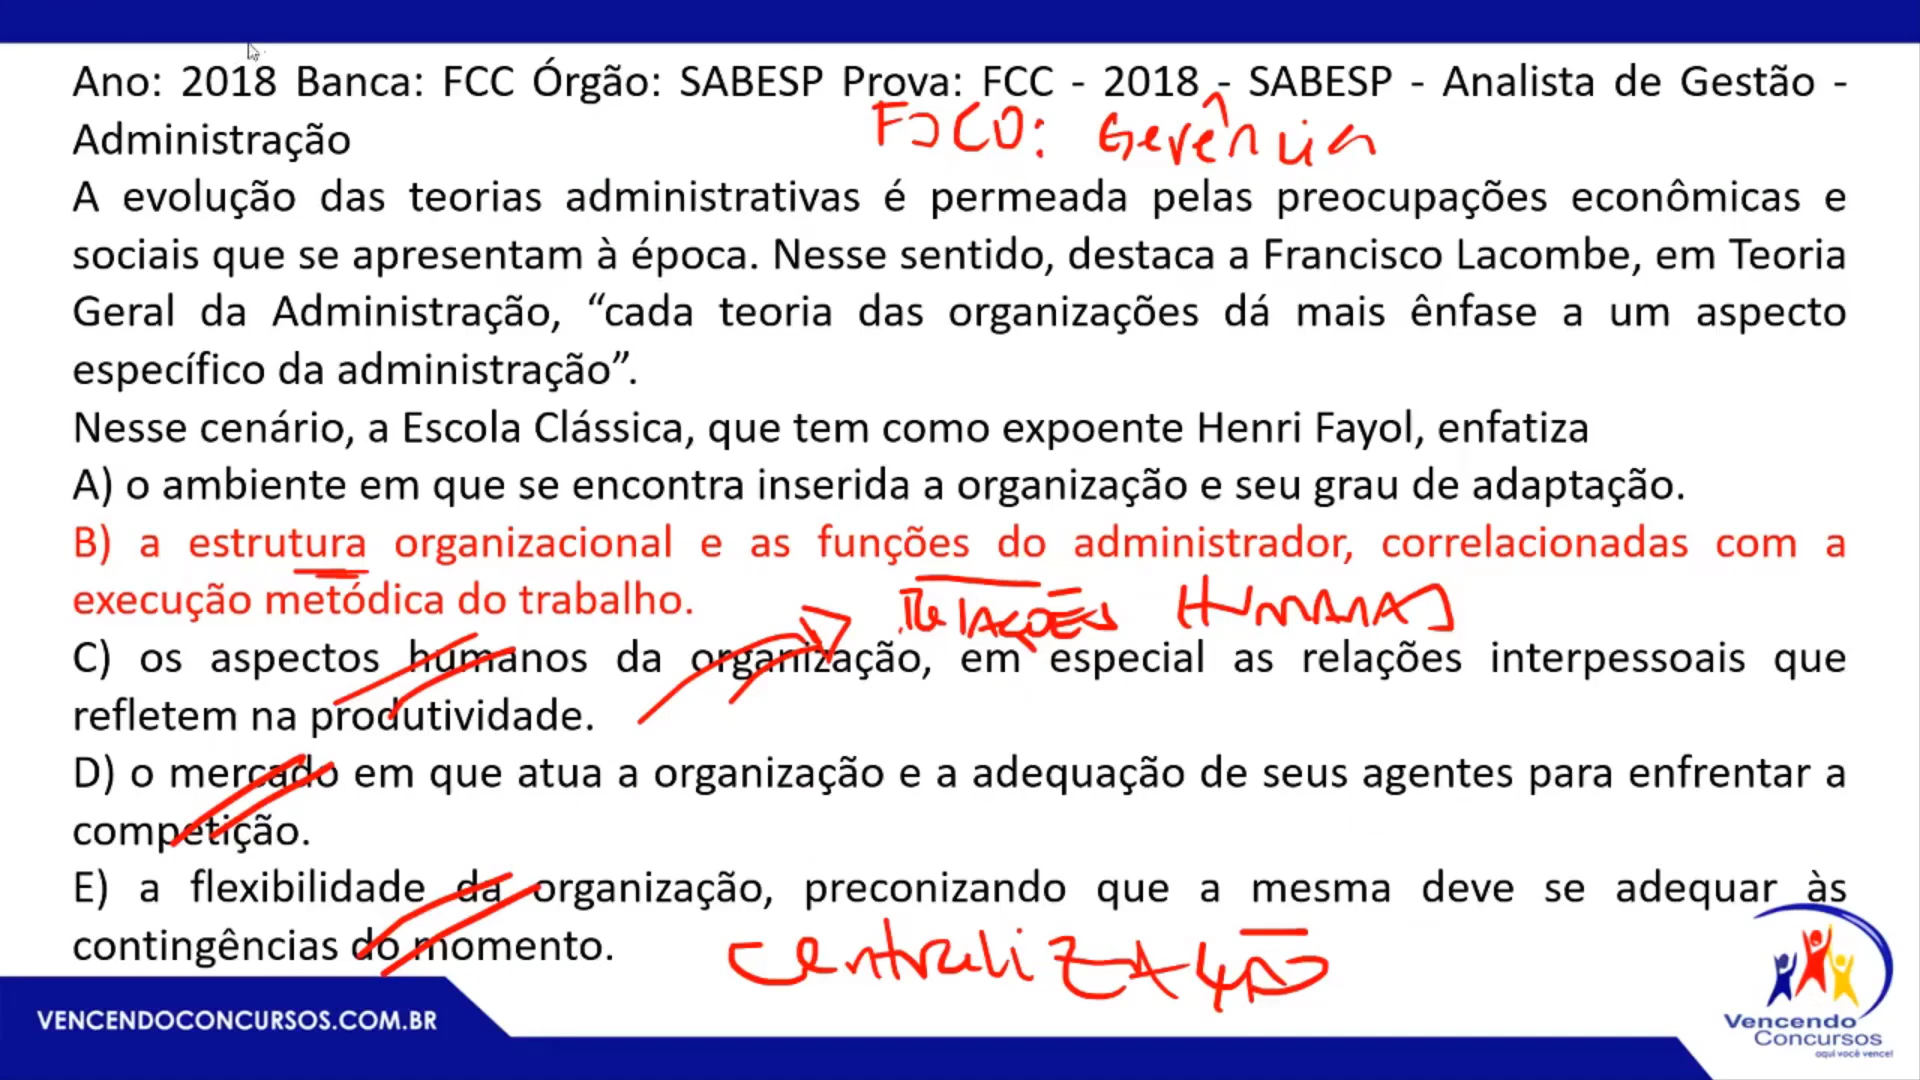 Ano: 2018 Banca: FCC Órgão: SABESP Prova: FCC - 2018 - SABESP - Analista de Gestão -
Administração
FOCO: Gerência
A evolução das teorias administrativas é permeada pelas preocupações econômicas e
sociais que se apresentam à época. Nesse sentido, destaca a Francisco Lacombe, em Teoria
Geral da Administração, “cada teoria das organizações dá mais ênfase a um aspecto
específico da administração”.
Nesse cenário, a Escola Clássica, que tem como expoente Henri Fayol, enfatiza
A) o ambiente em que se encontra inserida a organização e seu grau de adaptação.
B) a estrutura organizacional e as funções do administrador, correlacionadas com a
execução metódica do trabalho.
RelAÇÕES HUMANAS
C) os aspectos humanos da organização, em especial as relações interpessoais que
refletem na produtividade.
D) o mercado em que atua a organização e a adequação de seus agentes para enfrentar a
competição.
E) a flexibilidade da organização, preconizando que a mesma deve se adequar às
contingências do momento.
CentraliZAÇÃO
VENCENDOCONCURSOS.COM.BR
Vencendo
Concursos
aqui você vence!